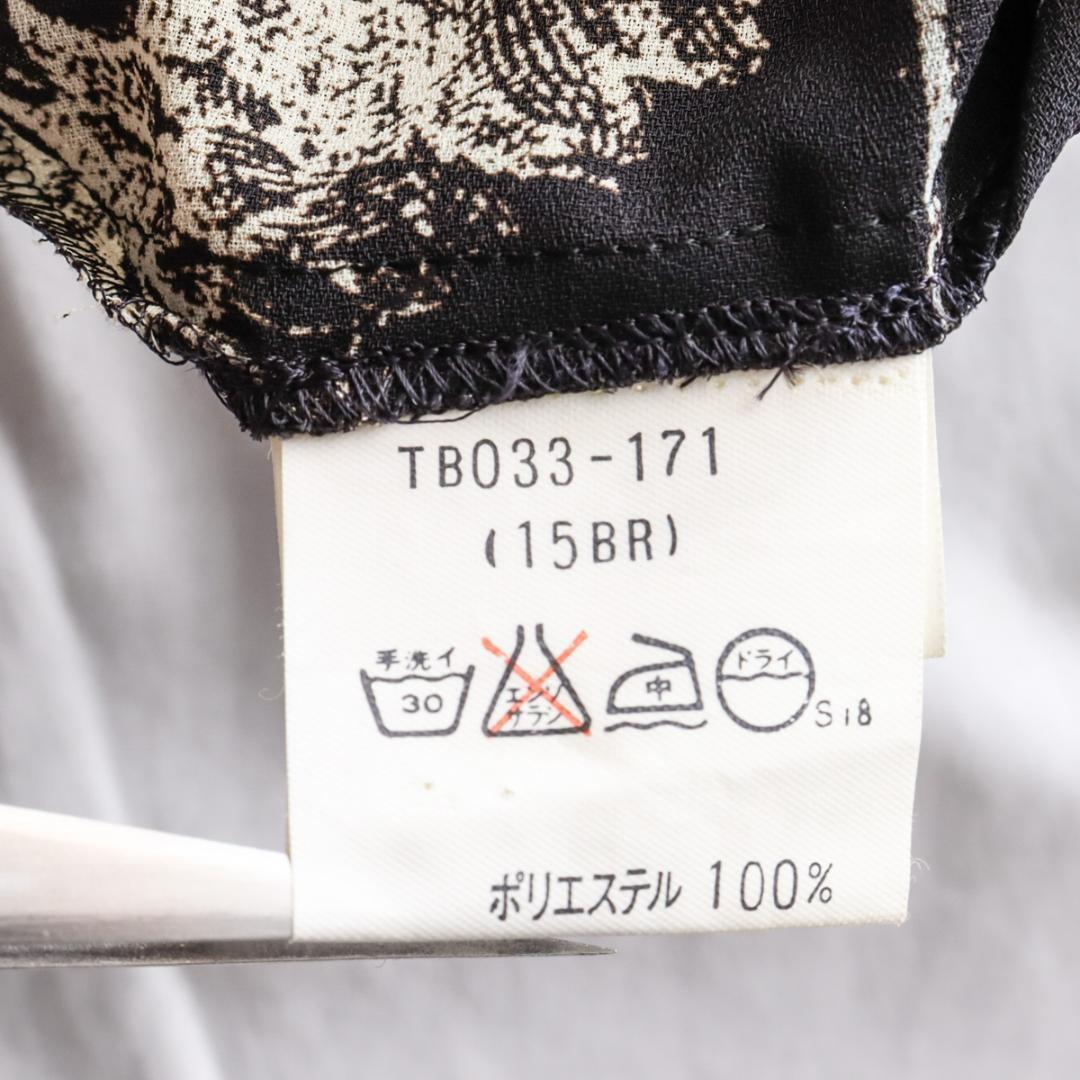 TB033-171
(15BR)
手洗イ
30
エンソ
サラシ
中
ドライ
S18
ポリエステル 100%